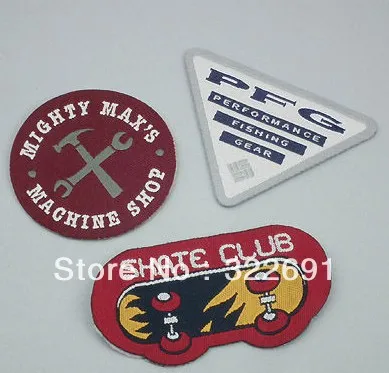 MIGHTY MAX'S
MACHINE SHOP
PFG
PERFORMANCE
FISHING
GEAR
SKATE CLUB
Store No: 322691